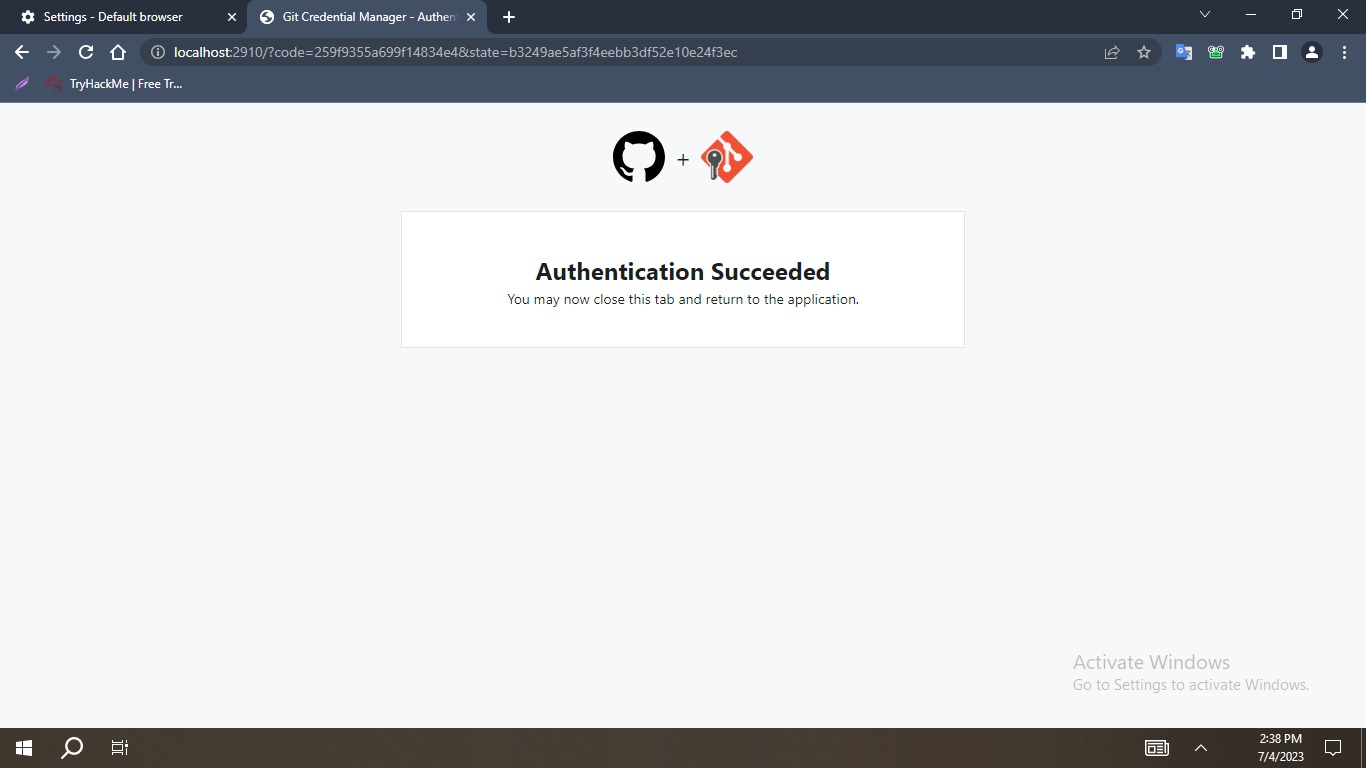 Settings - Default browser
Git Credential Manager - Authen
localhost:2910/?code=259f9355a699f14834e4&state=b3249ae5af3f4eebb3df52e10e24f3ec
TryHackMe | Free Tr...
+
Authentication Succeeded
You may now close this tab and return to the application.
Activate Windows
Go to Settings to activate Windows.
2:38 PM
7/4/2023